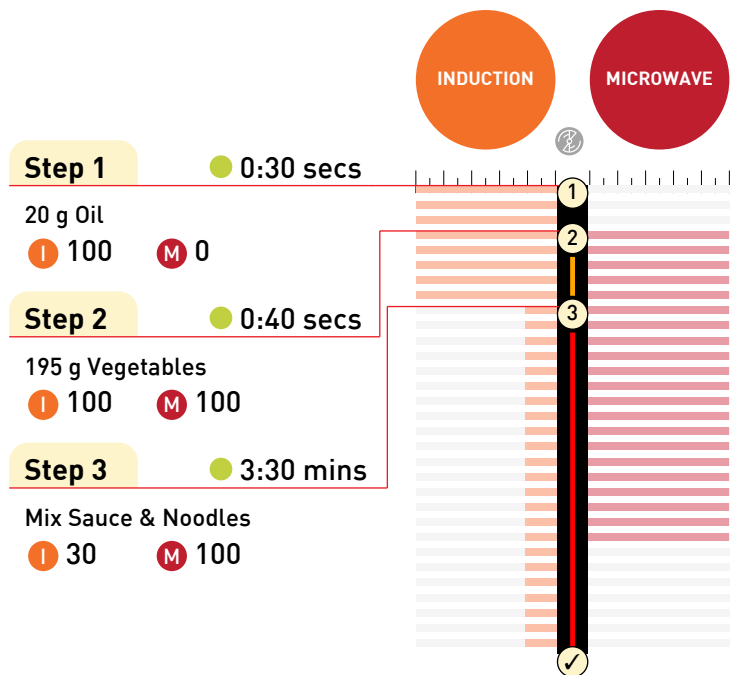 INDUCTION
MICROWAVE
Step 1
0:30 secs
20 g Oil
I 100
M 0
Step 2
0:40 secs
195 g Vegetables
I 100
M 100
Step 3
3:30 mins
Mix Sauce & Noodles
I 30
M 100
1
2
3
✓